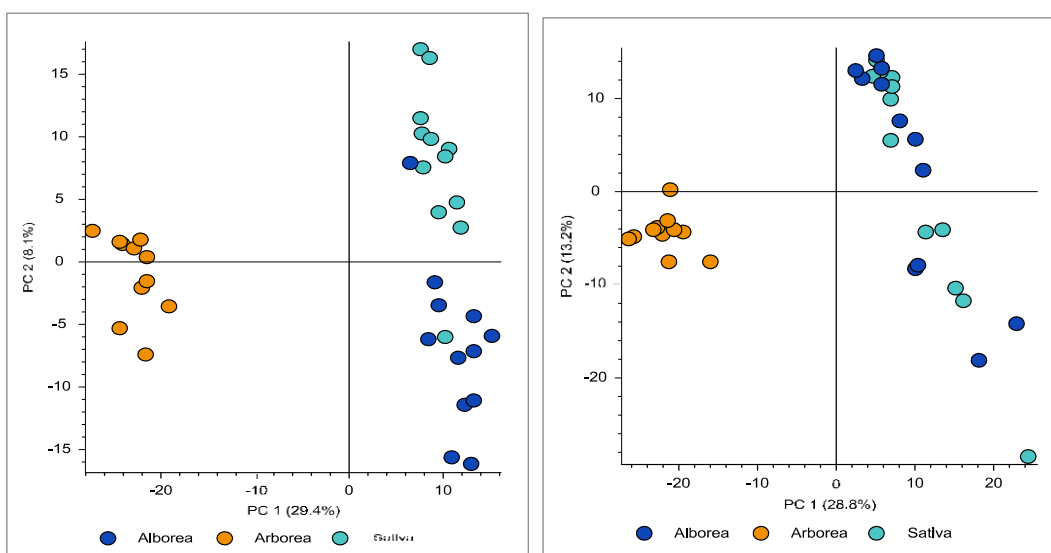 15
10
5
0
-5
-10
-15
PC 2 (8.1%)
-20
-10
0
10
PC 1 (29.4%)
Alborea
Arborea
Sativa
10
0
-10
-20
PC 2 (13.2%)
-20
-10
0
10
20
PC 1 (28.8%)
Alborea
Arborea
Sativa